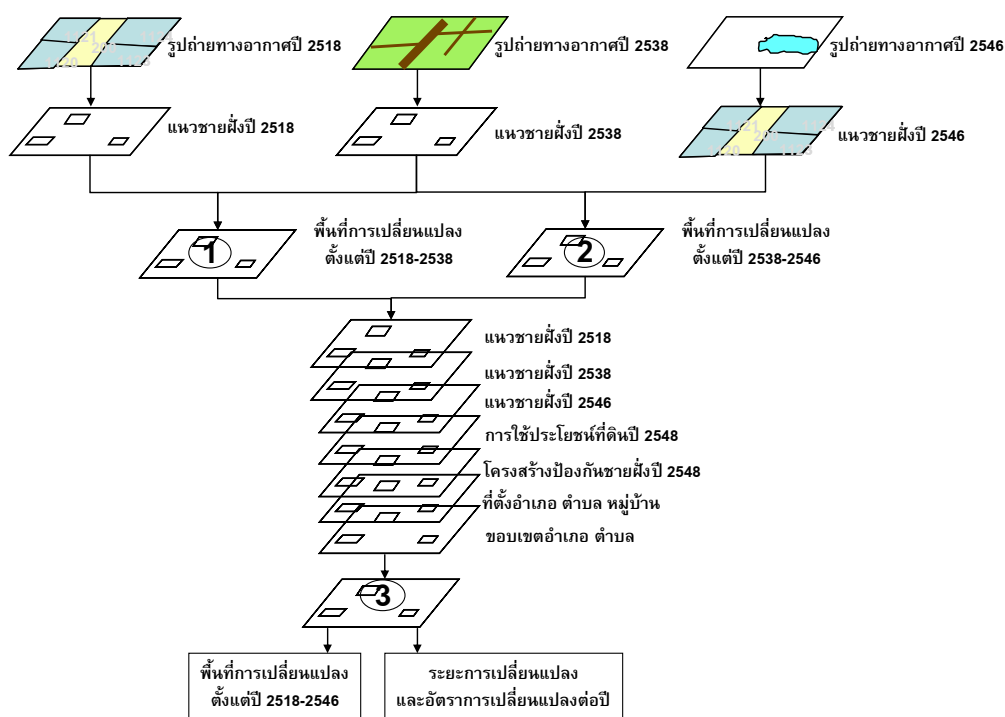 รูปถ่ายทางอากาศปี 2518
รูปถ่ายทางอากาศปี 2538
รูปถ่ายทางอากาศปี 2546
1121
1124
200
1120
1123
แนวชายฝั่งปี 2518
แนวชายฝั่งปี 2538
แนวชายฝั่งปี 2546
1121
1124
200
1120
1123
พื้นที่การเปลี่ยนแปลง
ตั้งแต่ปี 2518-2538
พื้นที่การเปลี่ยนแปลง
ตั้งแต่ปี 2538-2546
1
2
แนวชายฝั่งปี 2518
แนวชายฝั่งปี 2538
แนวชายฝั่งปี 2546
การใช้ประโยชน์ที่ดินปี 2548
โครงสร้างป้องกันชายฝั่งปี 2548
ที่ตั้งอำเภอ ตำบล หมู่บ้าน
ขอบเขตอำเภอ ตำบล
3
พื้นที่การเปลี่ยนแปลง
ตั้งแต่ปี 2518-2546
ระยะการเปลี่ยนแปลง
และอัตราการเปลี่ยนแปลงต่อปี